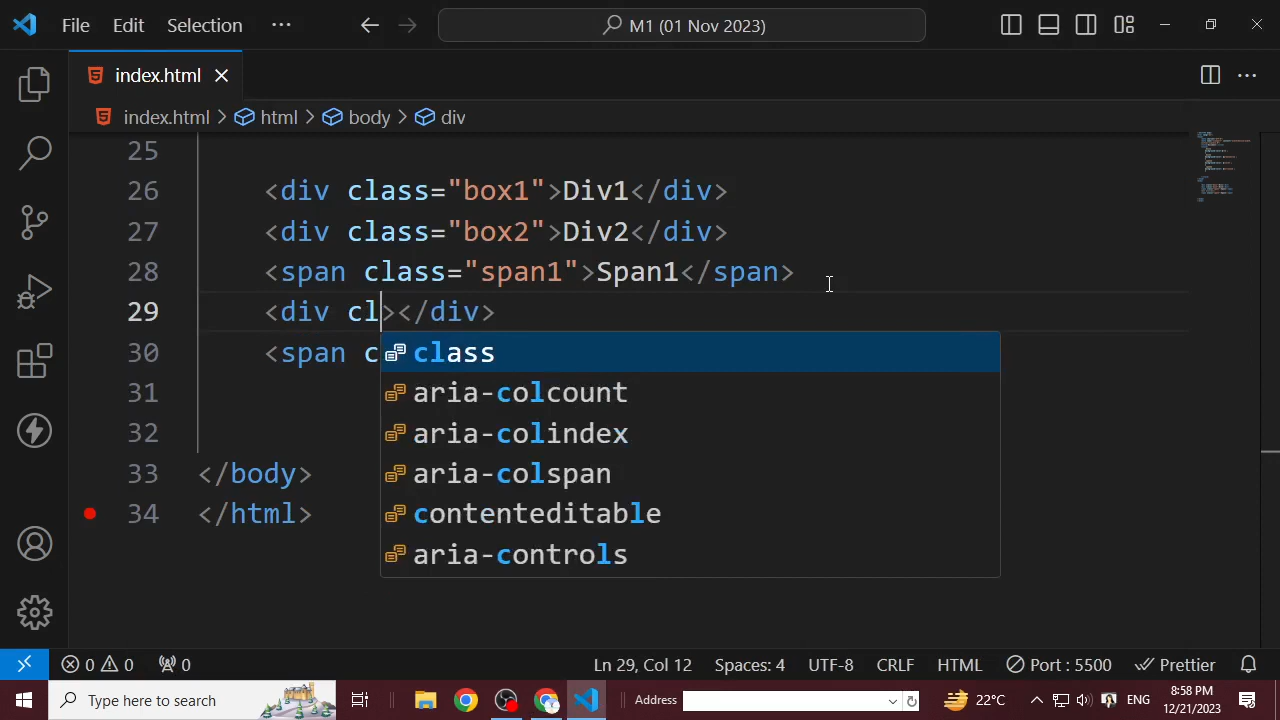 File Edit Selection ··· M1 (01 Nov 2023)
index.html
index.html > html > body > div
25
26 <div class="box1">Div1</div>
27 <div class="box2">Div2</div>
28 <span class="span1">Span1</span>
29 <div cl></div>
30 <span c
class
31 aria-colcount
32 aria-colindex
33 </body>
aria-colspan
34 </html>
contenteditable
aria-controls
0 0 0 Ln 29, Col 12 Spaces: 4 UTF-8 CRLF HTML Port : 5500 Prettier
Type here to search Address 22°C ENG 8:58 PM
12/21/2023